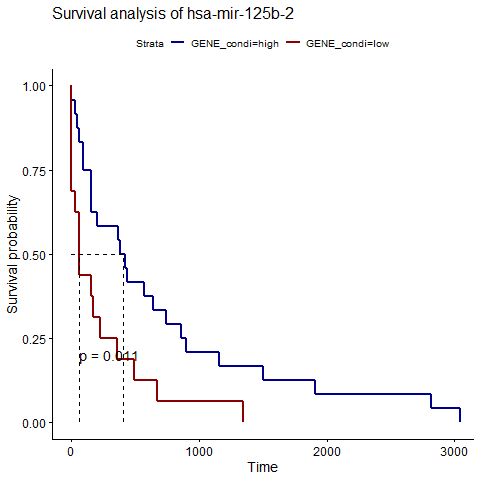 Survival analysis of hsa-mir-125b-2
Strata GENE_condi=high GENE_condi=low
1.00
0.75
0.50
0.25
0.00
Survival probability
p = 0.011
0 1000 2000 3000
Time